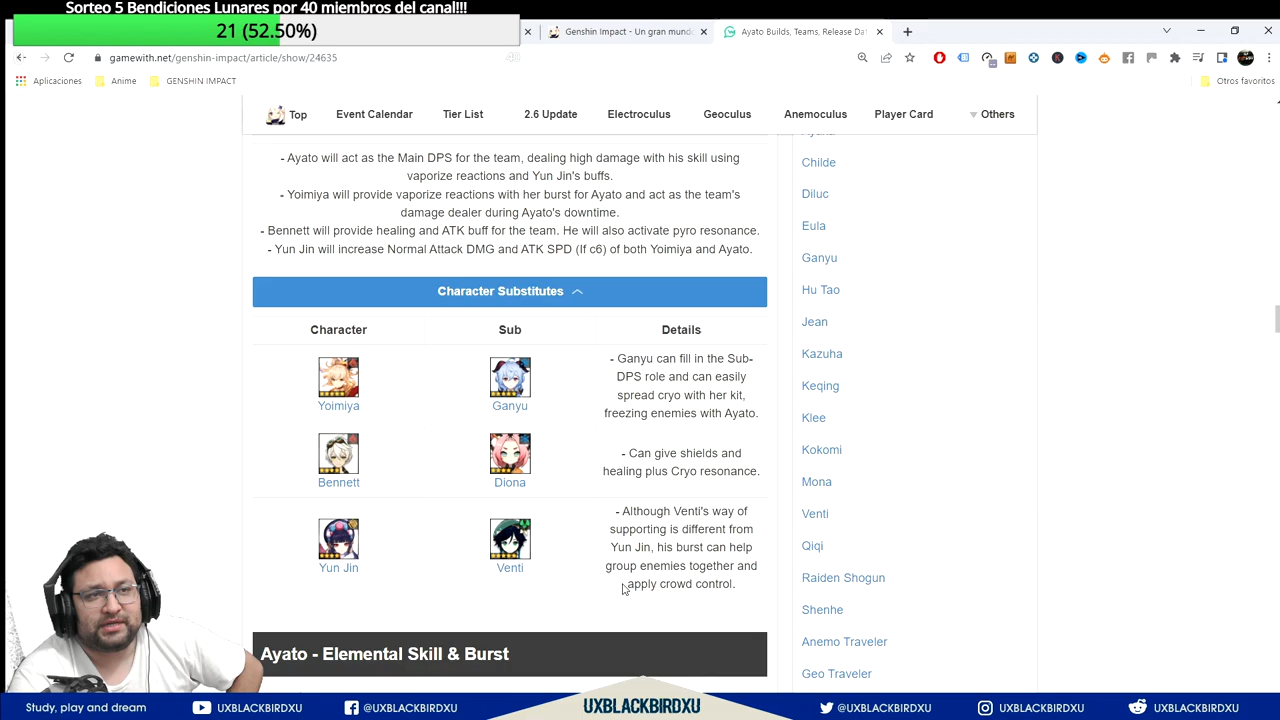 Sorteo 5 Bendiciones Lunares por 40 miembros del canal!!!
21 (52.50%)
Genshin Impact - Un gran mund
Ayato Builds, Teams, Release Da
gamewith.net/genshin-impact/article/show/24635
Aplicaciones
Anime
GENSHIN IMPACT
Otros favoritos
Top
Event Calendar
Tier List
2.6 Update
Electroculus
Geoculus
Anemoculus
Player Card
Others
- Ayato will act as the Main DPS for the team, dealing high damage with his skill using
vaporize reactions and Yun Jin's buffs.
- Yoimiya will provide vaporize reactions with her burst for Ayato and act as the team's
damage dealer during Ayato's downtime.
- Bennett will provide healing and ATK buff for the team. He will also activate pyro resonance.
- Yun Jin will increase Normal Attack DMG and ATK SPD (If c6) of both Yoimiya and Ayato.
Character Substitutes
Character
Sub
Details
Yoimiya
Ganyu
- Ganyu can fill in the Sub-
DPS role and can easily
spread cryo with her kit,
freezing enemies with Ayato.
Bennett
Diona
- Can give shields and
healing plus Cryo resonance.
Yun Jin
Venti
- Although Venti's way of
supporting is different from
Yun Jin, his burst can help
group enemies together and
apply crowd control.
Ayato - Elemental Skill & Burst
Childe
Diluc
Eula
Ganyu
Hu Tao
Jean
Kazuha
Keqing
Klee
Kokomi
Mona
Venti
Qiqi
Raiden Shogun
Shenhe
Anemo Traveler
Geo Traveler
Study, play and dream
@UXBLACKBIRDXU
@UXBLACKBIRDXU
UXBLACKBIRDXU
@UXBLACKBIRDXU
@UXBLACKBIRDXU
@UXBLACKBIRDXU